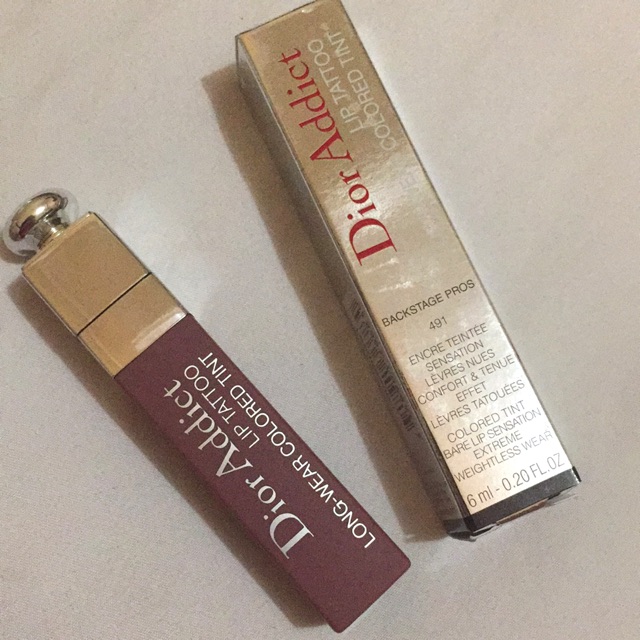 Dior Addict
LIP TATTOO
LONG-WEAR COLORED TINT
Dior Addict
LIP TATTOO
COLORED TINT
BACKSTAGE PROS
491
ENCRE TEINTÉE
SENSATION
LÈVRES NUES
CONFORT & TENUE
EFFET
LÈVRES TATOUÉES
COLORED TINT
BARE LIP SENSATION
EXTREME
WEIGHTLESS WEAR
6 ml - 0.20 FL.OZ